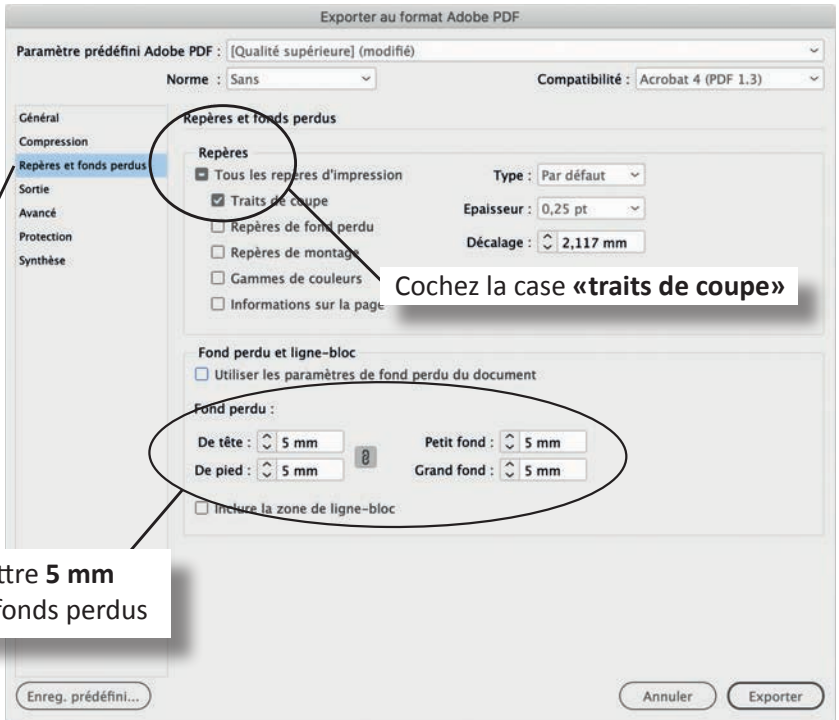 Exporter au format Adobe PDF
Paramètre prédéfini Adobe PDF : [Qualité supérieure] (modifié)
Norme : Sans Compatibilité : Acrobat 4 (PDF 1.3)
Général
Compression
Repères et fonds perdus
Sortie
Avancé
Protection
Synthèse
Repères et fonds perdus
Repères
Tous les repères d'impression
Traits de coupe
Repères de fond perdu
Repères de montage
Gammes de couleurs
Informations sur la page
Type : Par défaut
Epaisseur : 0,25 pt
Décalage : 2,117 mm
Cochez la case «traits de coupe»
Fond perdu et ligne-bloc
Utiliser les paramètres de fond perdu du document
Fond perdu :
De tête : 5 mm Petit fond : 5 mm
De pied : 5 mm Grand fond : 5 mm
Inclure la zone de ligne-bloc
ttre 5 mm
fonds perdus
Enreg. prédéfini... Annuler Exporter